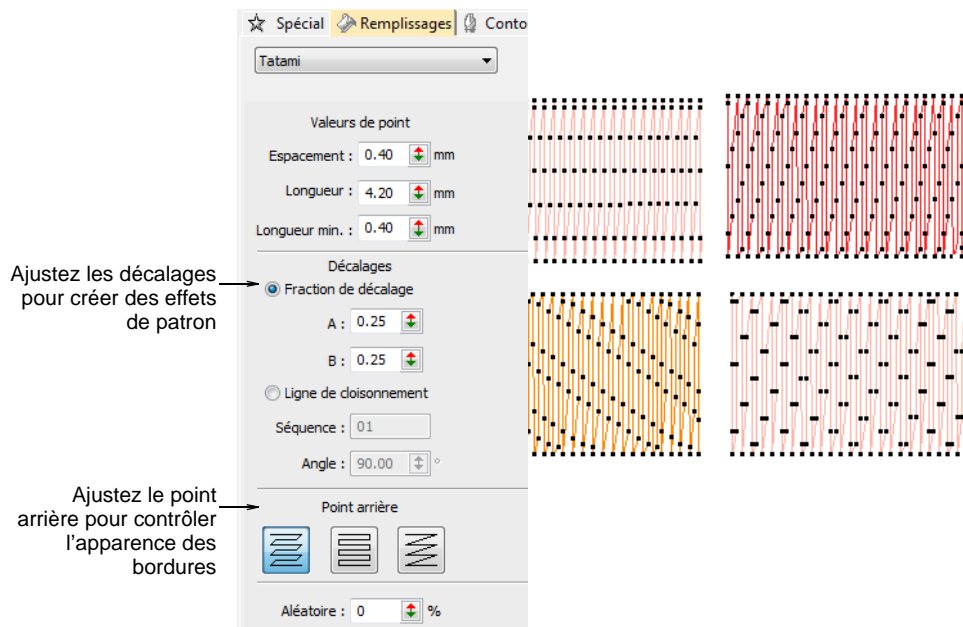 Spécial Remplissages Conto
Tatami
Valeurs de point
Espacement : 0.40 mm
Longueur : 4.20 mm
Longueur min. : 0.40 mm
Ajustez les décalages
pour créer des effets
de patron
Décalages
Fraction de décalage
A : 0.25
B : 0.25
Ligne de cloisonnement
Séquence : 01
Angle : 90.00 °
Ajustez le point
arrière pour contrôler
l'apparence des
bordures
Point arrière
Aléatoire : 0 %